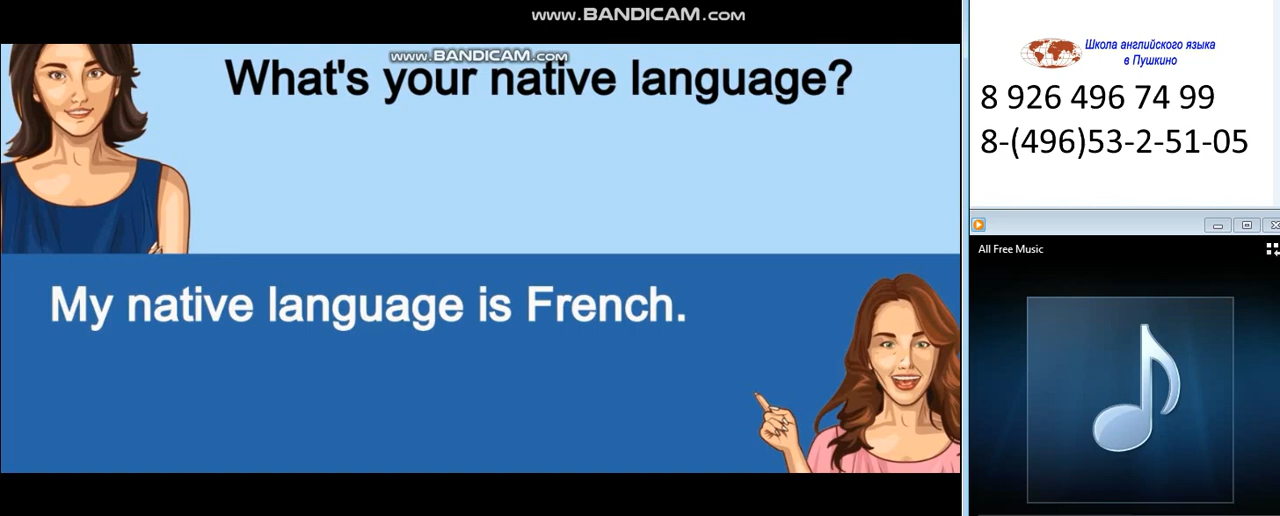 www.BANDICAM.com
www.BANDICAM.com
What's your native language?
My native language is French.
Школа английского языка
в Пушкино
8 926 496 74 99
8-(496)53-2-51-05
All Free Music